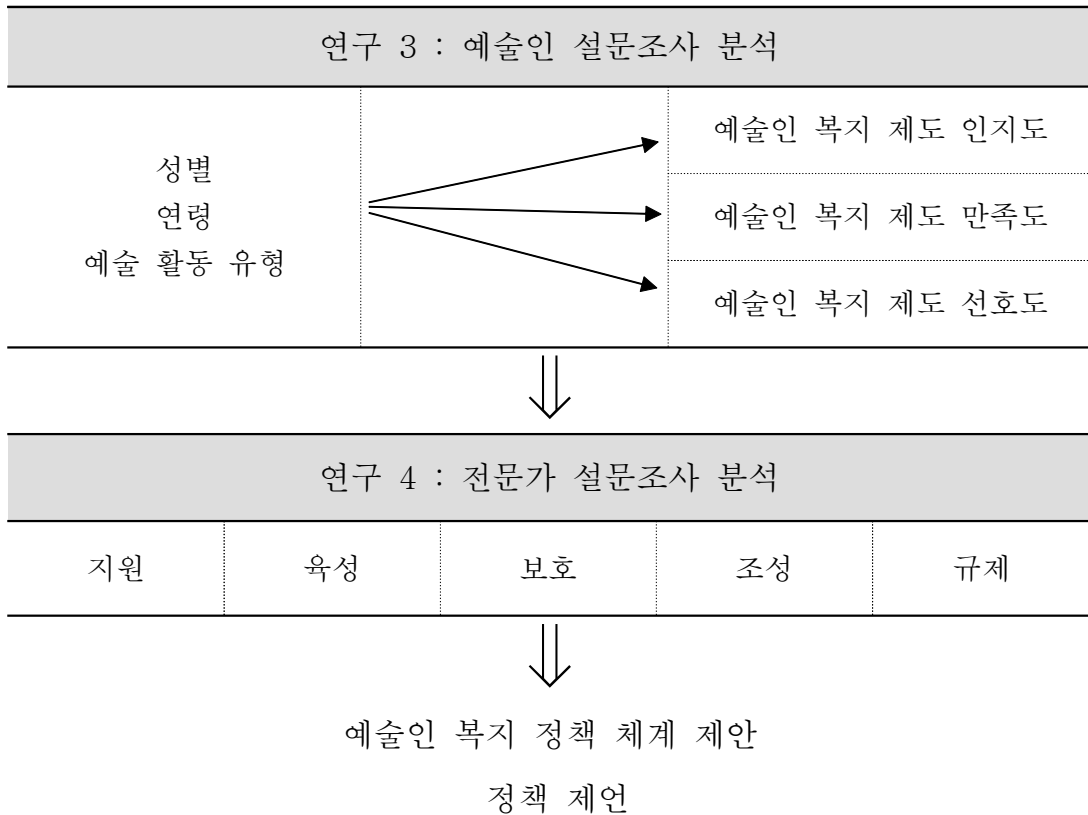 연구 3 : 예술인 설문조사 분석
성별
연령
예술 활동 유형
예술인 복지 제도 인지도
예술인 복지 제도 만족도
예술인 복지 제도 선호도
연구 4 : 전문가 설문조사 분석
지원 육성 보호 조성 규제
예술인 복지 정책 체계 제안
정책 제언